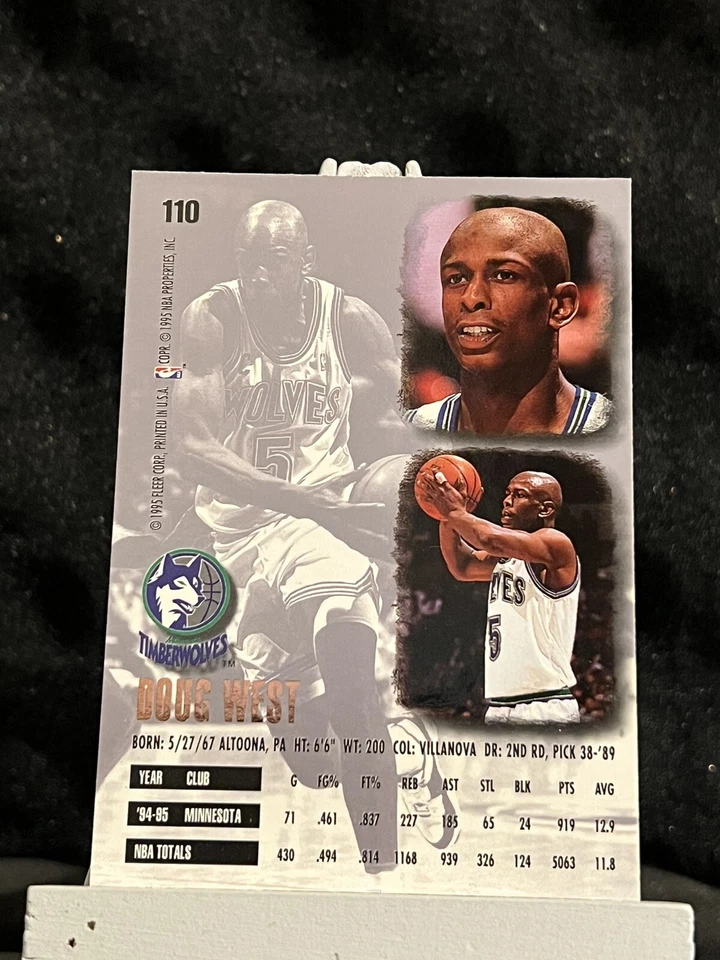 110
© 1995 FLEER CORP., PRINTED IN U.S.A. COPR. © 1995 NBA PROPERTIES, INC
WOLVES
5
VES
5
TIMBERWOLVES TM
DOUG WEST
BORN: 5/27/67 ALTOONA, PA HT: 6'6" WT: 200 COL: VILLANOVA DR: 2ND RD, PICK 38-'89
YEAR CLUB G FG% FT% REB AST STL BLK PTS AVG
'94-95 MINNESOTA 71 .461 .837 227 185 65 24 919 12.9
NBA TOTALS 430 .494 .814 1168 939 326 124 5063 11.8